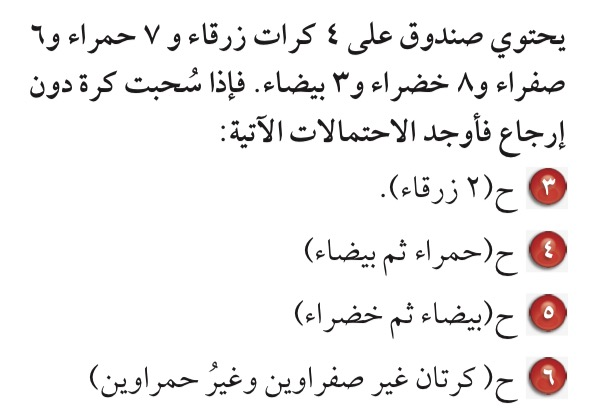 يحتوي صندوق على ٤ كرات زرقاء و ٧ حمراء و٦
صفراء و٨ خضراء و٣ بيضاء. فإذا سُحبت كرة دون
إرجاع فأوجد الاحتمالات الآتية:
٣ ح(٢ زرقاء).
٤ ح(حمراء ثم بيضاء)
٥ ح(بيضاء ثم خضراء)
٦ ح(كرتان غير صفراوين وغيرُ حمراوين)